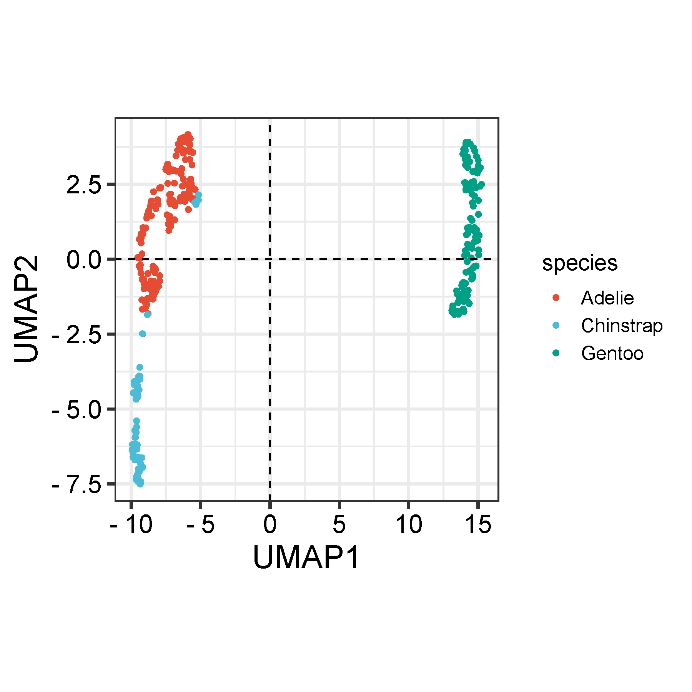 UMAP2
2.5
0.0
- 2.5
- 5.0
- 7.5
- 10
- 5
0
5
10
15
UMAP1
species
Adelie
Chinstrap
Gentoo